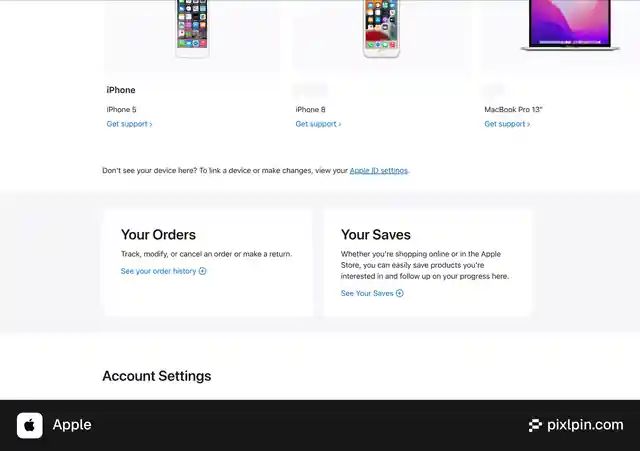 iPhone
iPhone 5
iPhone 8
MacBook Pro 13"
Get support ›
Get support ›
Get support ›
Don't see your device here? To link a device or make changes, view your Apple ID settings.
Your Orders
Track, modify, or cancel an order or make a return.
See your order history
Your Saves
Whether you're shopping online or in the Apple
Store, you can easily save products you're
interested in and follow up on your progress here.
See Your Saves
Account Settings
Apple
pixlpin.com